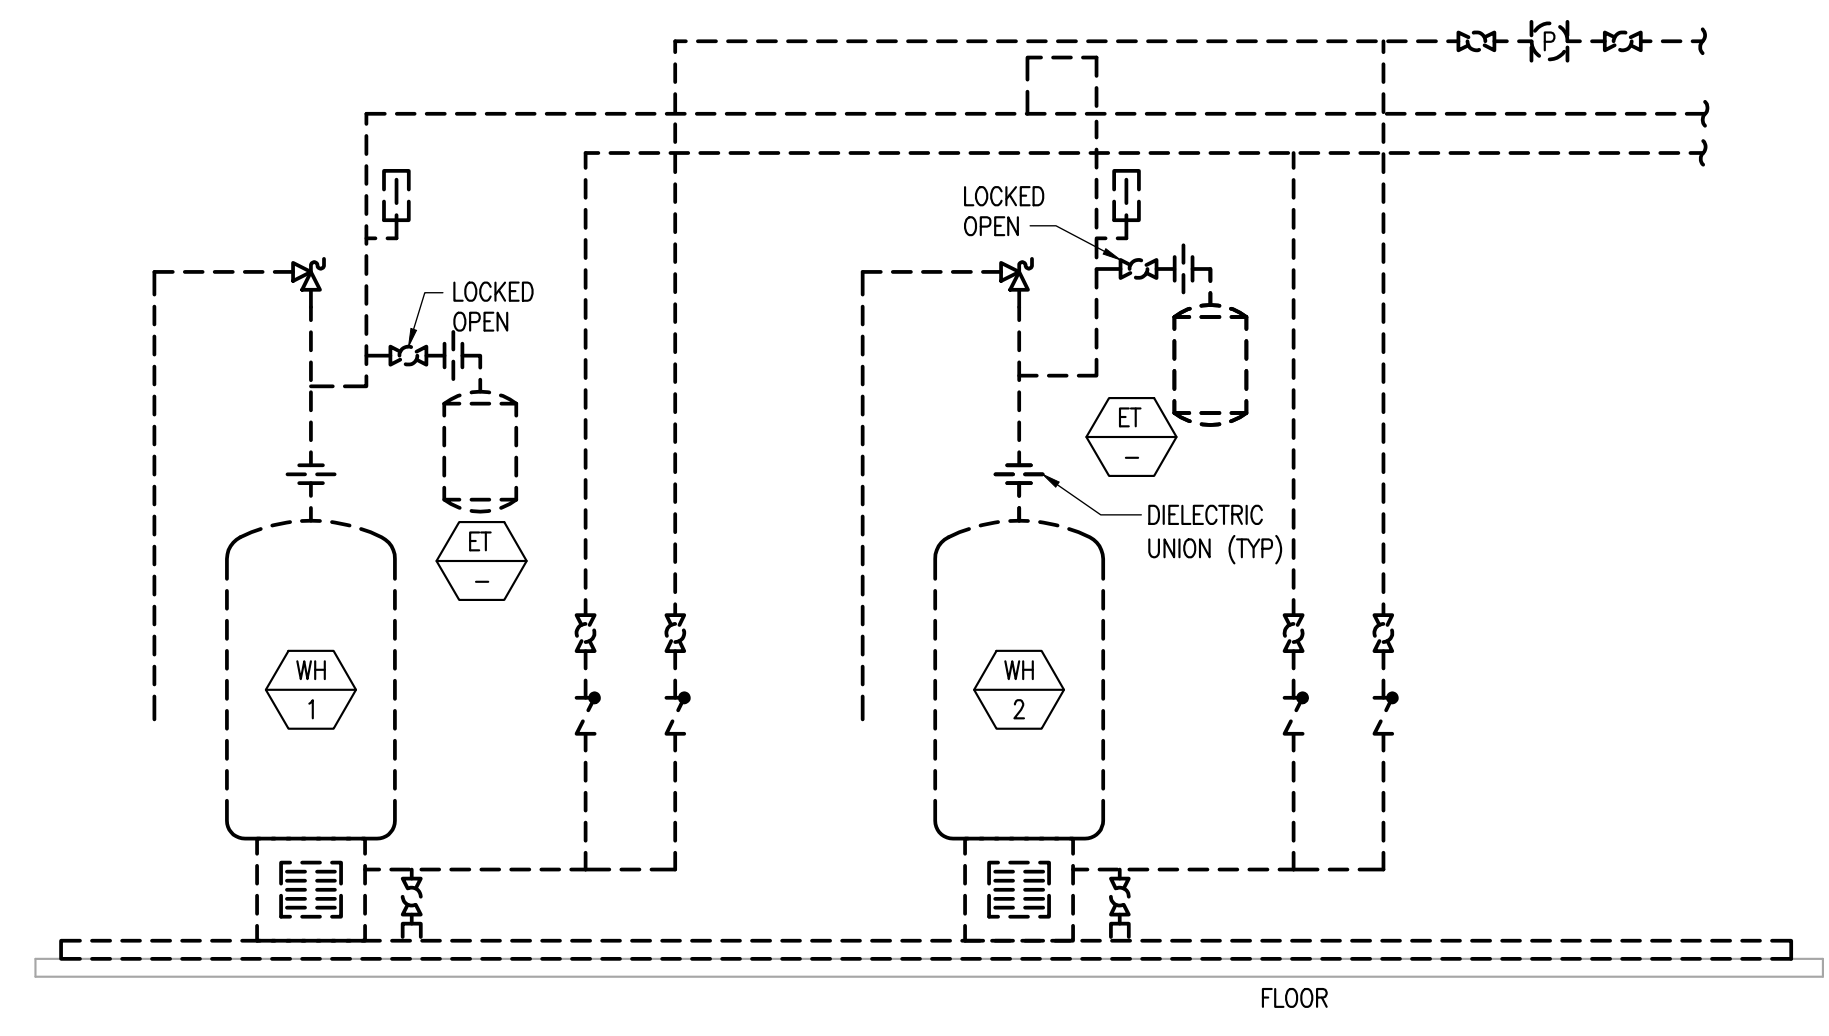 P
LOCKED
OPEN
LOCKED
OPEN
ET
–
DIELECTRIC
UNION (TYP)
ET
–
WH
1
WH
2
FLOOR